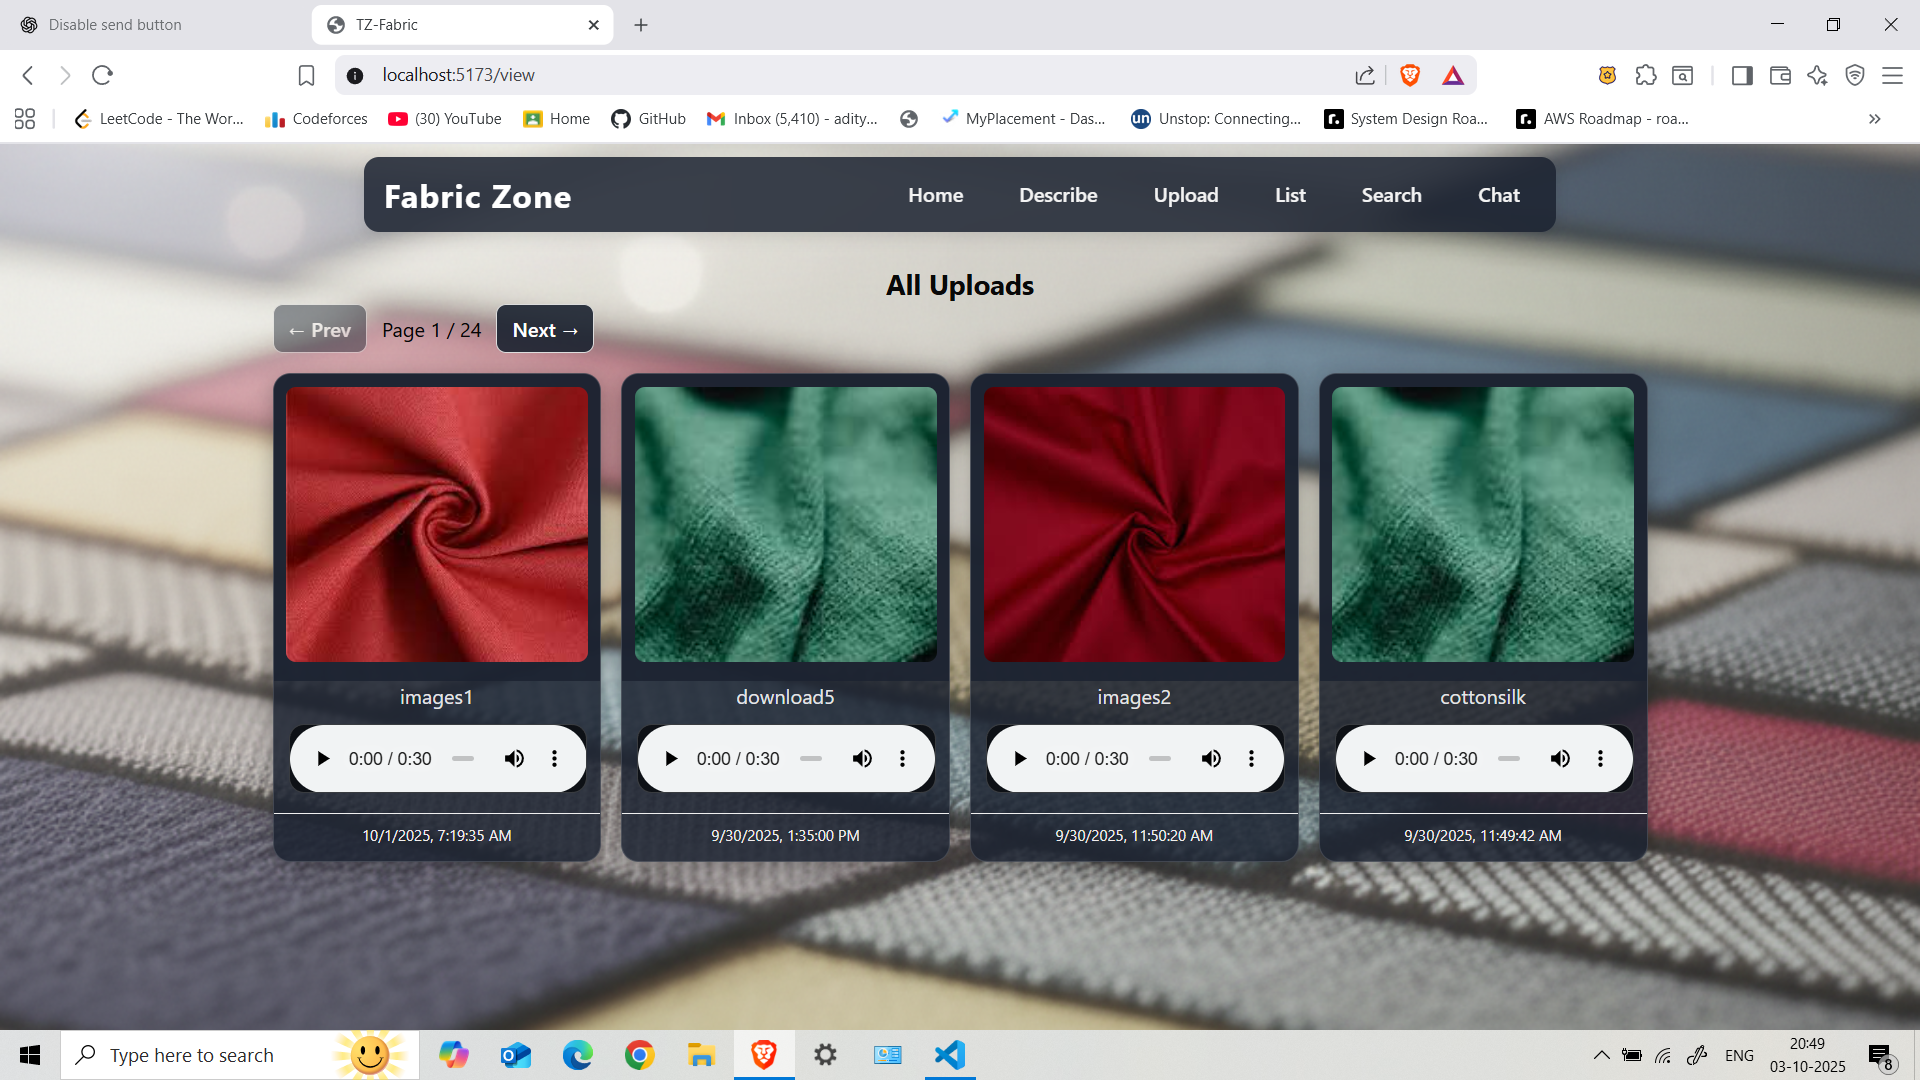 Disable send button
TZ-Fabric
localhost:5173/view
LeetCode - The Wor...
Codeforces
(30) YouTube
Home
GitHub
Inbox (5,410) - adity...
MyPlacement - Das...
un
Unstop: Connecting...
r.
System Design Roa...
r.
AWS Roadmap - roa...
Fabric Zone
Home
Describe
Upload
List
Search
Chat
All Uploads
← Prev
Page 1 / 24
Next →
images1
download5
images2
cottonsilk
0:00 / 0:30
0:00 / 0:30
0:00 / 0:30
0:00 / 0:30
10/1/2025, 7:19:35 AM
9/30/2025, 1:35:00 PM
9/30/2025, 11:50:20 AM
9/30/2025, 11:49:42 AM
Type here to search
ENG
20:49
03-10-2025
8